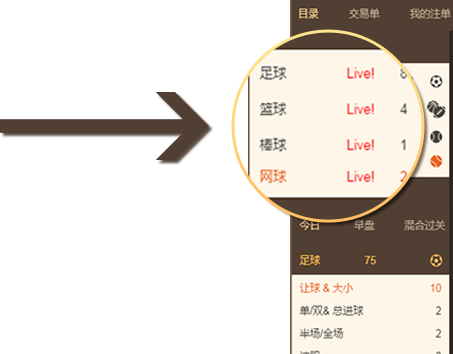 目录 交易单 我的注单
足球 Live! 8
篮球 Live! 4
棒球 Live! 1
网球 Live! 2
今日 早盘 混合过关
足球 75
让球 & 大小 10
单/双& 总进球 2
半场/全场 2